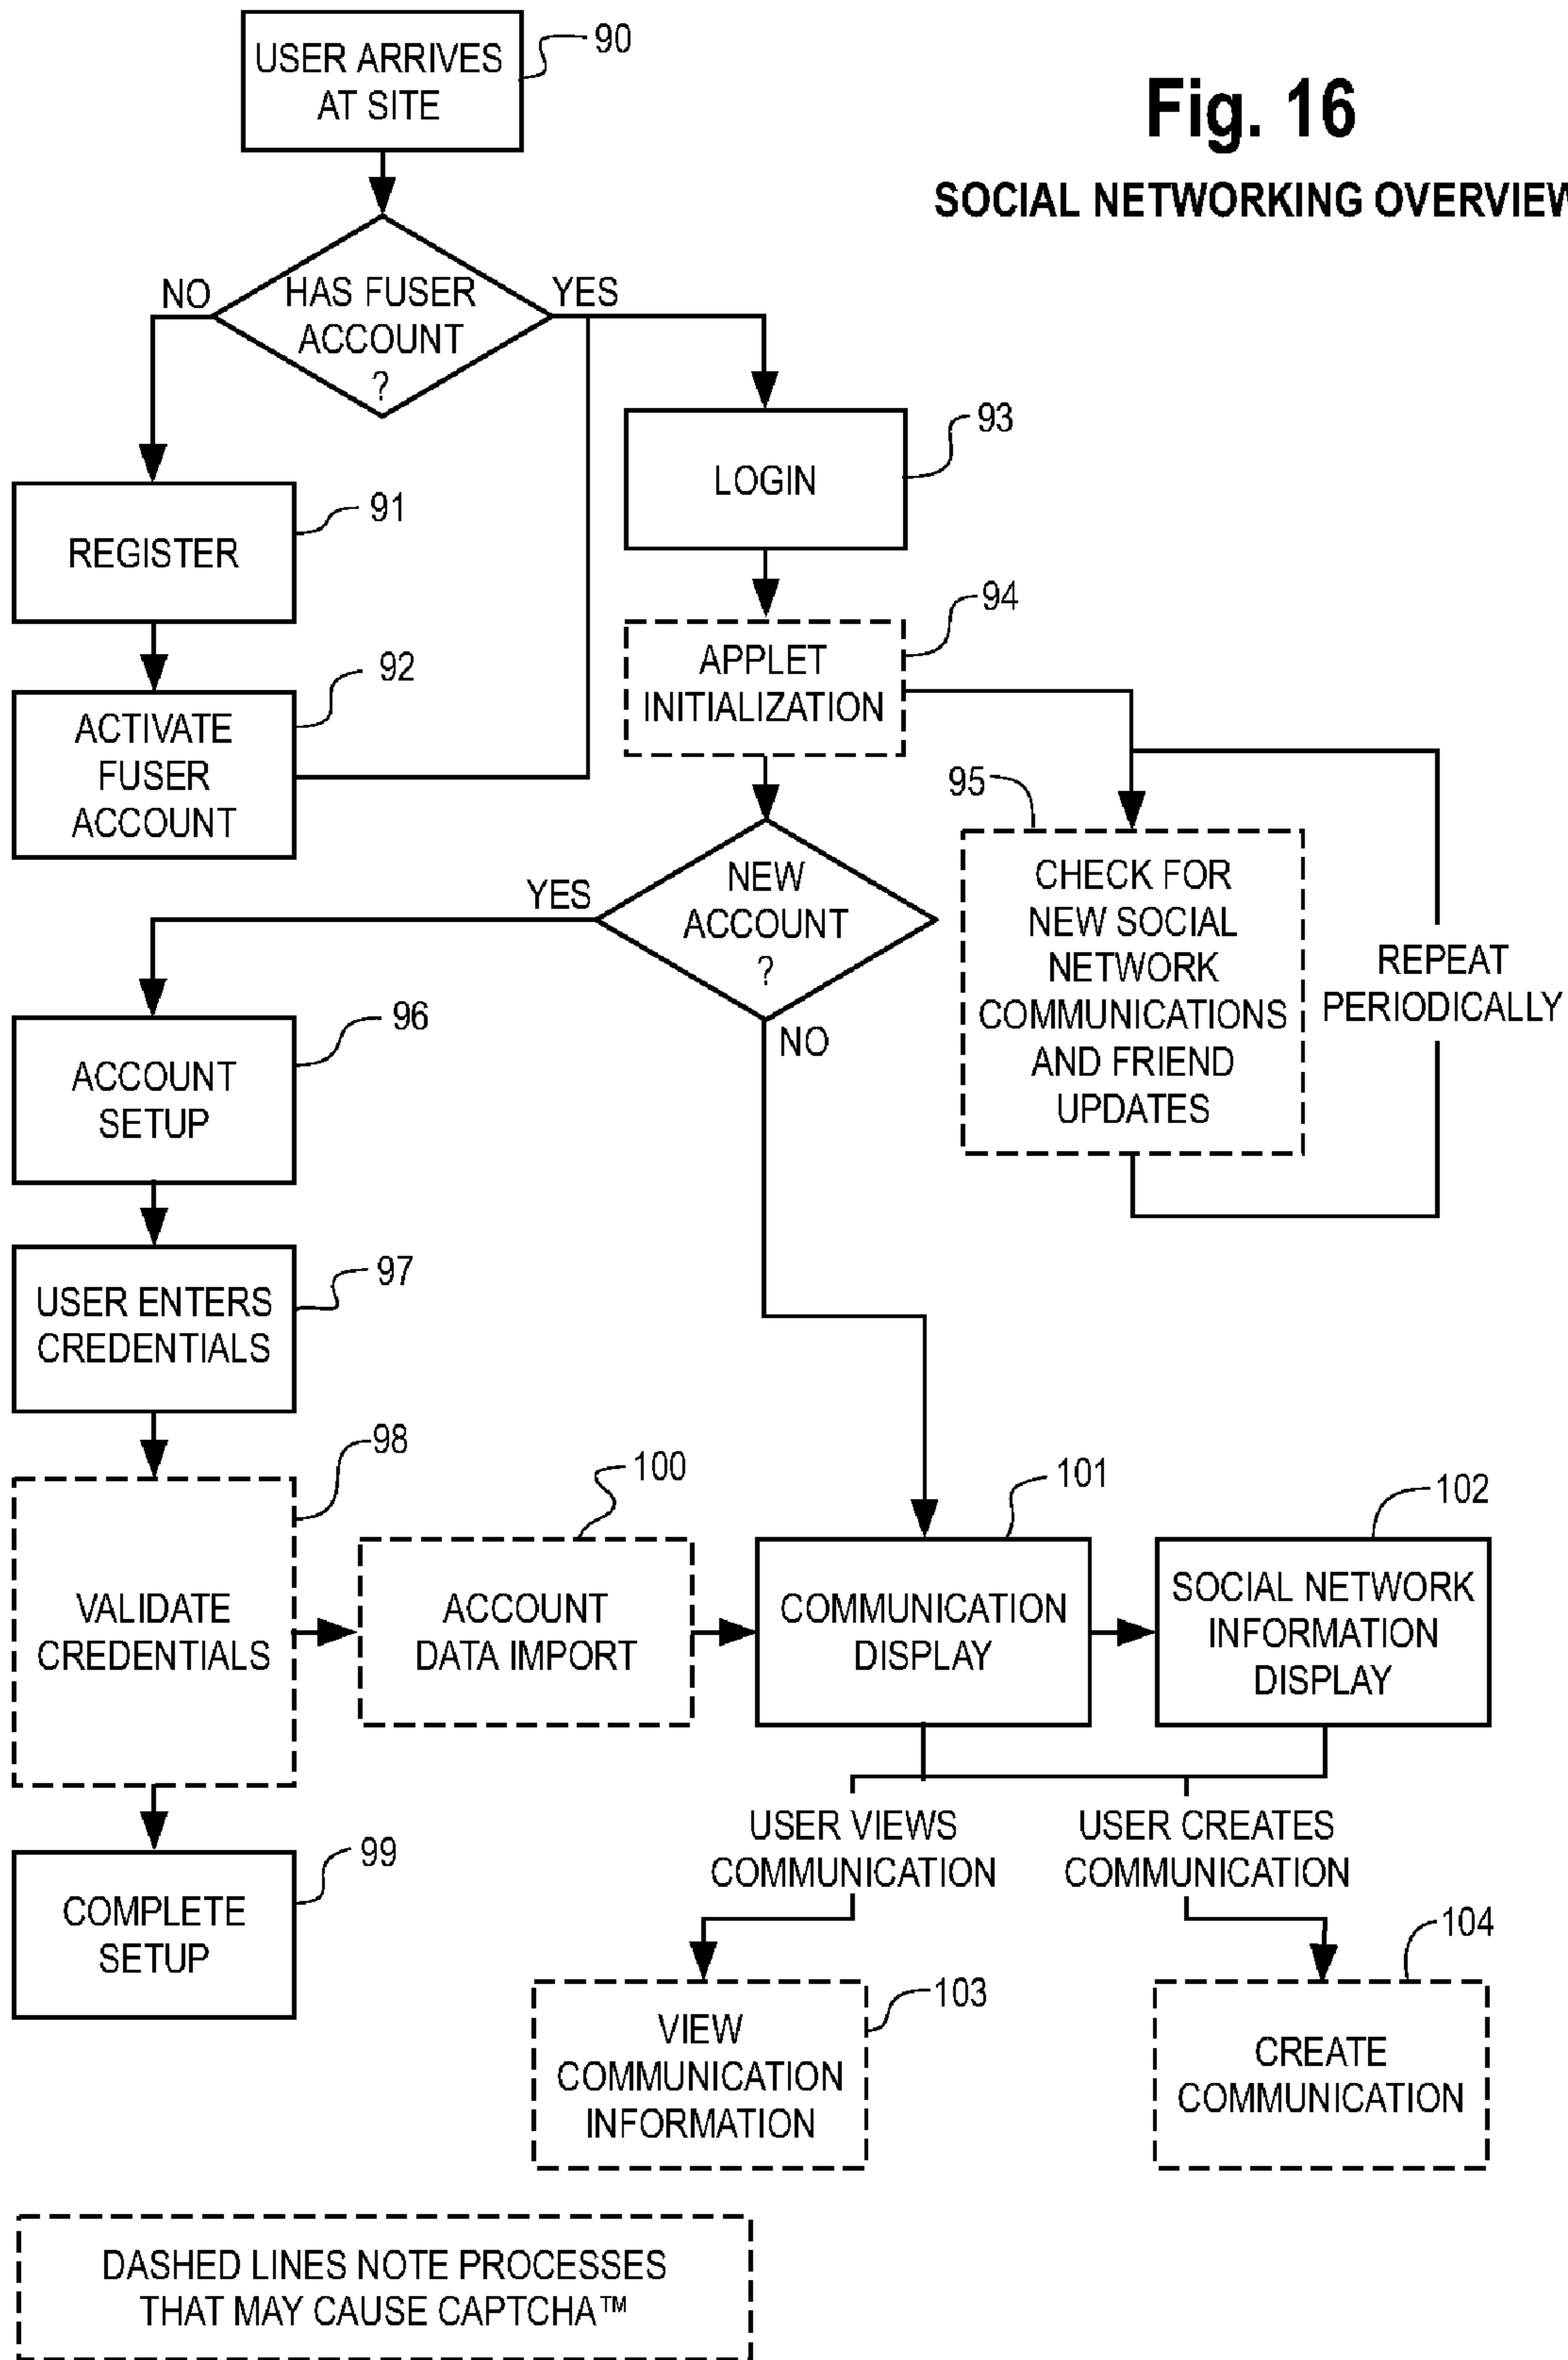 USER ARRIVES
AT SITE
90
Fig. 16
SOCIAL NETWORKING OVERVIEW
NO
HAS FUSER
ACCOUNT
?
YES
LOGIN
93
REGISTER
91
APPLET
INITIALIZATION
94
ACTIVATE
FUSER
ACCOUNT
92
95
CHECK FOR
NEW SOCIAL
NETWORK
COMMUNICATIONS
AND FRIEND
UPDATES
REPEAT
PERIODICALLY
YES
NEW
ACCOUNT
?
NO
ACCOUNT
SETUP
96
USER ENTERS
CREDENTIALS
97
VALIDATE
CREDENTIALS
98
ACCOUNT
DATA IMPORT
100
COMMUNICATION
DISPLAY
101
SOCIAL NETWORK
INFORMATION
DISPLAY
102
COMPLETE
SETUP
99
USER VIEWS
COMMUNICATION
USER CREATES
COMMUNICATION
VIEW
COMMUNICATION
INFORMATION
103
CREATE
COMMUNICATION
104
DASHED LINES NOTE PROCESSES
THAT MAY CAUSE CAPTCHA™